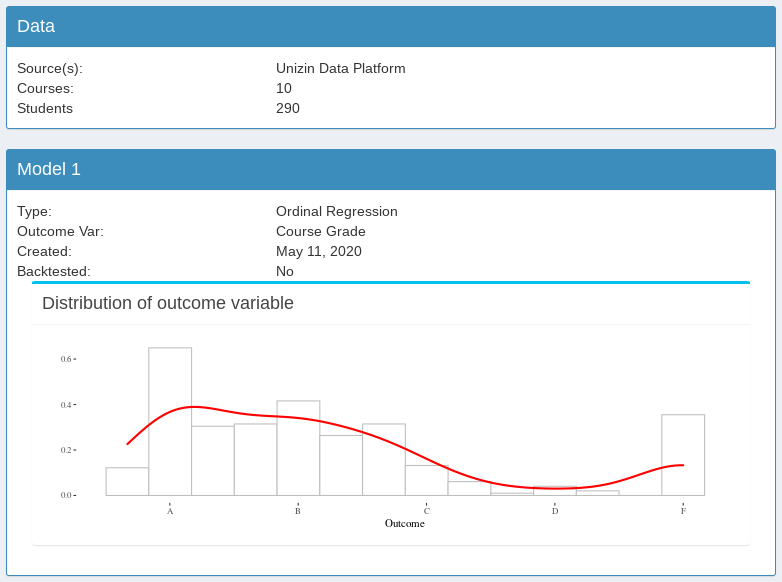 Data
Source(s): Unizin Data Platform
Courses: 10
Students 290
Model 1
Type: Ordinal Regression
Outcome Var: Course Grade
Created: May 11, 2020
Backtested: No
Distribution of outcome variable
0.6
0.4
0.2
0.0
A B C D F
Outcome